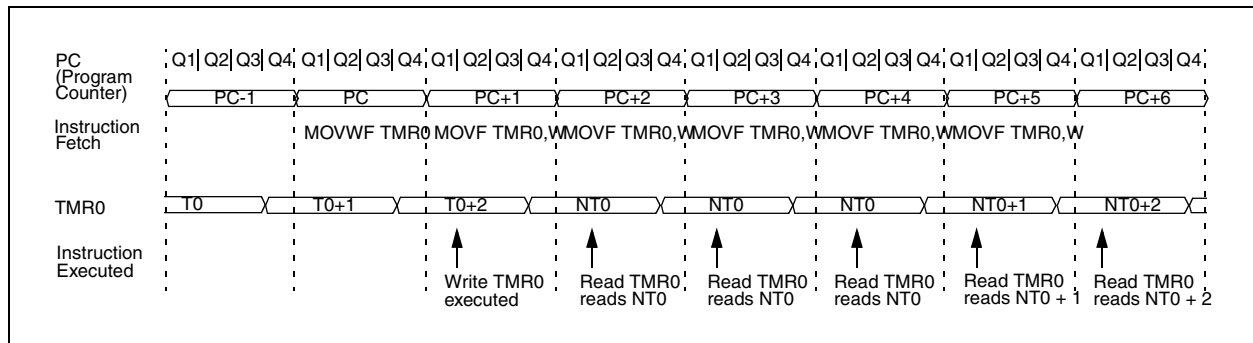 PC
(Program
Counter)
Q1 Q2 Q3 Q4 Q1 Q2 Q3 Q4 Q1 Q2 Q3 Q4 Q1 Q2 Q3 Q4 Q1 Q2 Q3 Q4 Q1 Q2 Q3 Q4 Q1 Q2 Q3 Q4 Q1 Q2 Q3 Q4
PC-1 PC PC+1 PC+2 PC+3 PC+4 PC+5 PC+6
Instruction
Fetch
MOVWF TMR0 MOVF TMR0,W MOVF TMR0,W MOVF TMR0,W MOVF TMR0,W MOVF TMR0,W
TMR0
T0 T0+1 T0+2 NT0 NT0 NT0 NT0+1 NT0+2
Instruction
Executed
Write TMR0
executed
Read TMR0
reads NT0
Read TMR0
reads NT0
Read TMR0
reads NT0
Read TMR0
reads NT0 + 1
Read TMR0
reads NT0 + 2